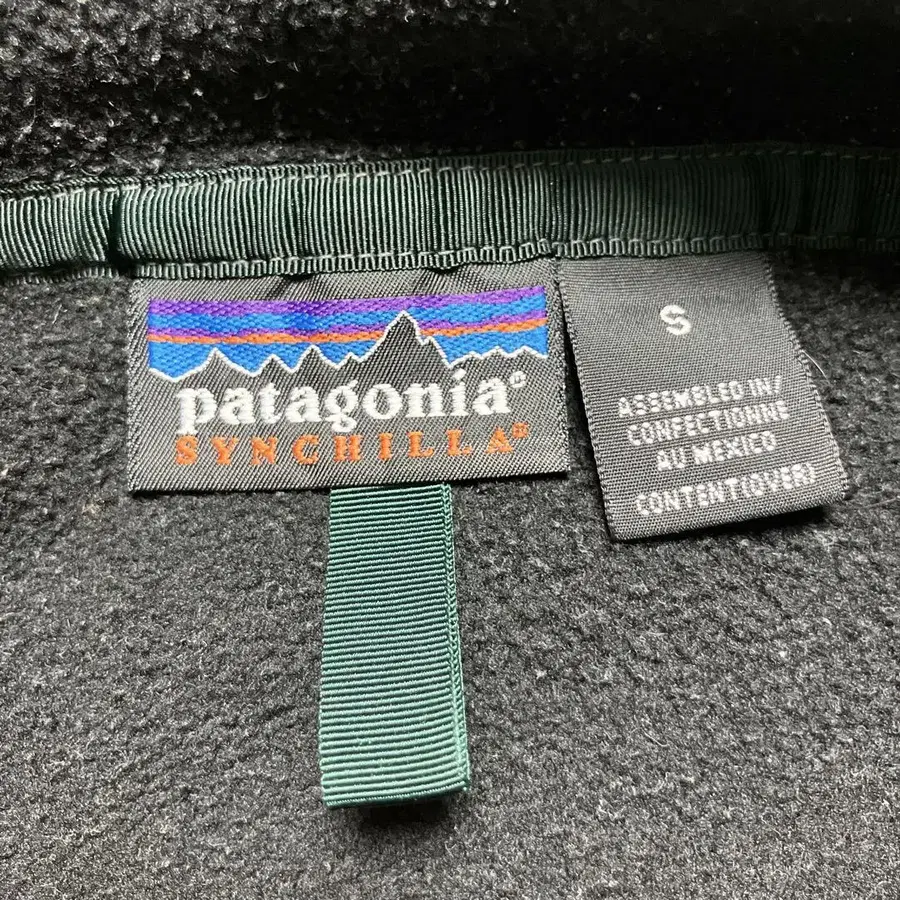 patagonia®
SYNCHILLA®
S
ASSEMBLED IN/
CONFECTIONNE
AU MEXICO
CONTENT(OVER)